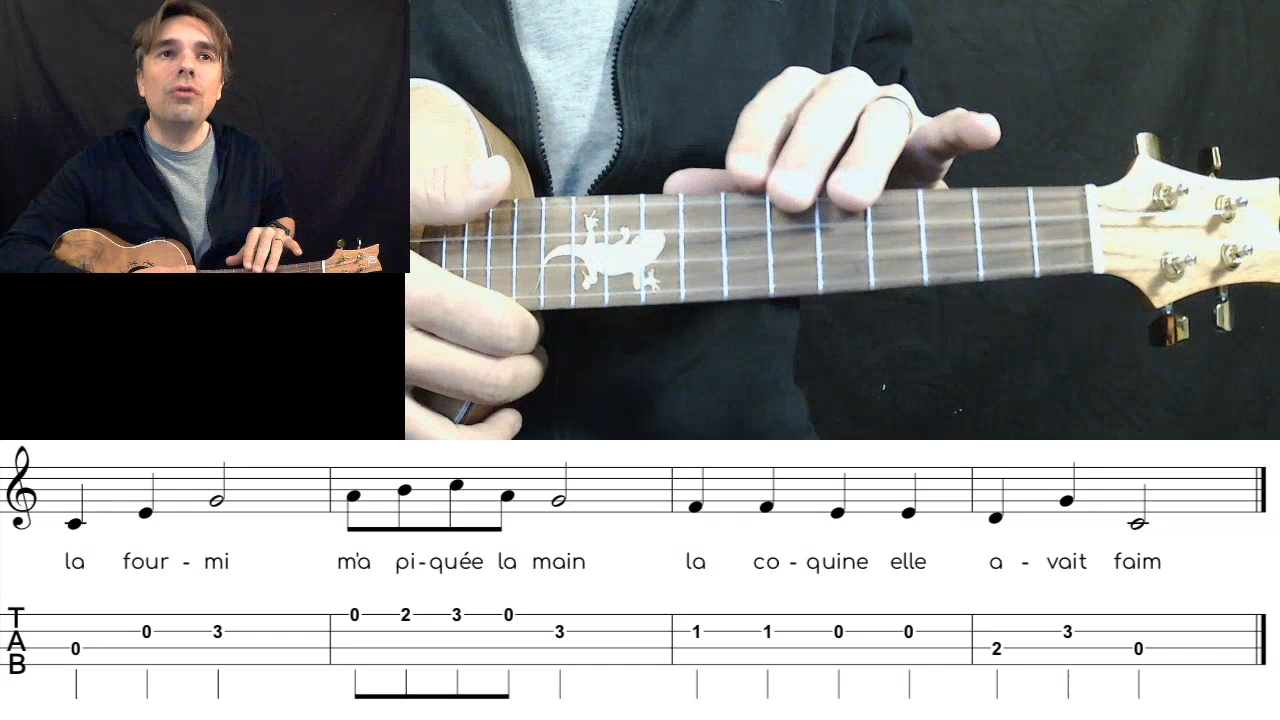 la four - mi m'a pi - quée la main la co - quine elle a - vait faim
T 0 2 3 0
A 0 3 3 1 1 0 0 3
B 0 2 0